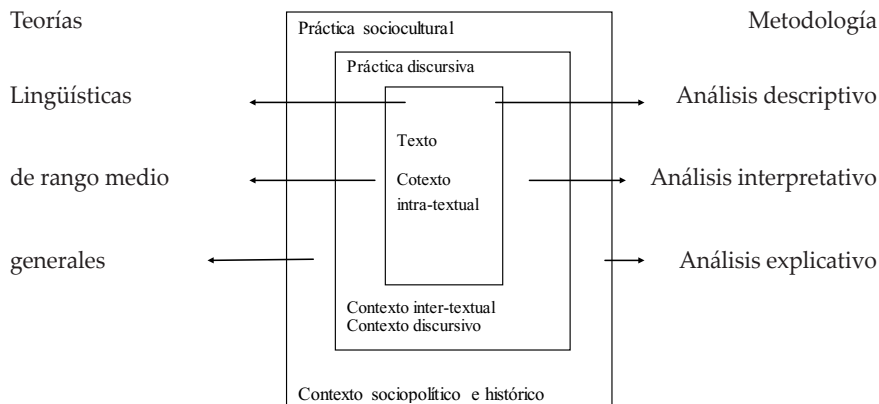 Teorías
Práctica sociocultural
Metodología
Práctica discursiva
Lingüísticas
Análisis descriptivo
Texto
de rango medio
Cotexto
intra-textual
Análisis interpretativo
generales
Análisis explicativo
Contexto inter-textual
Contexto discursivo
Contexto sociopolítico e histórico